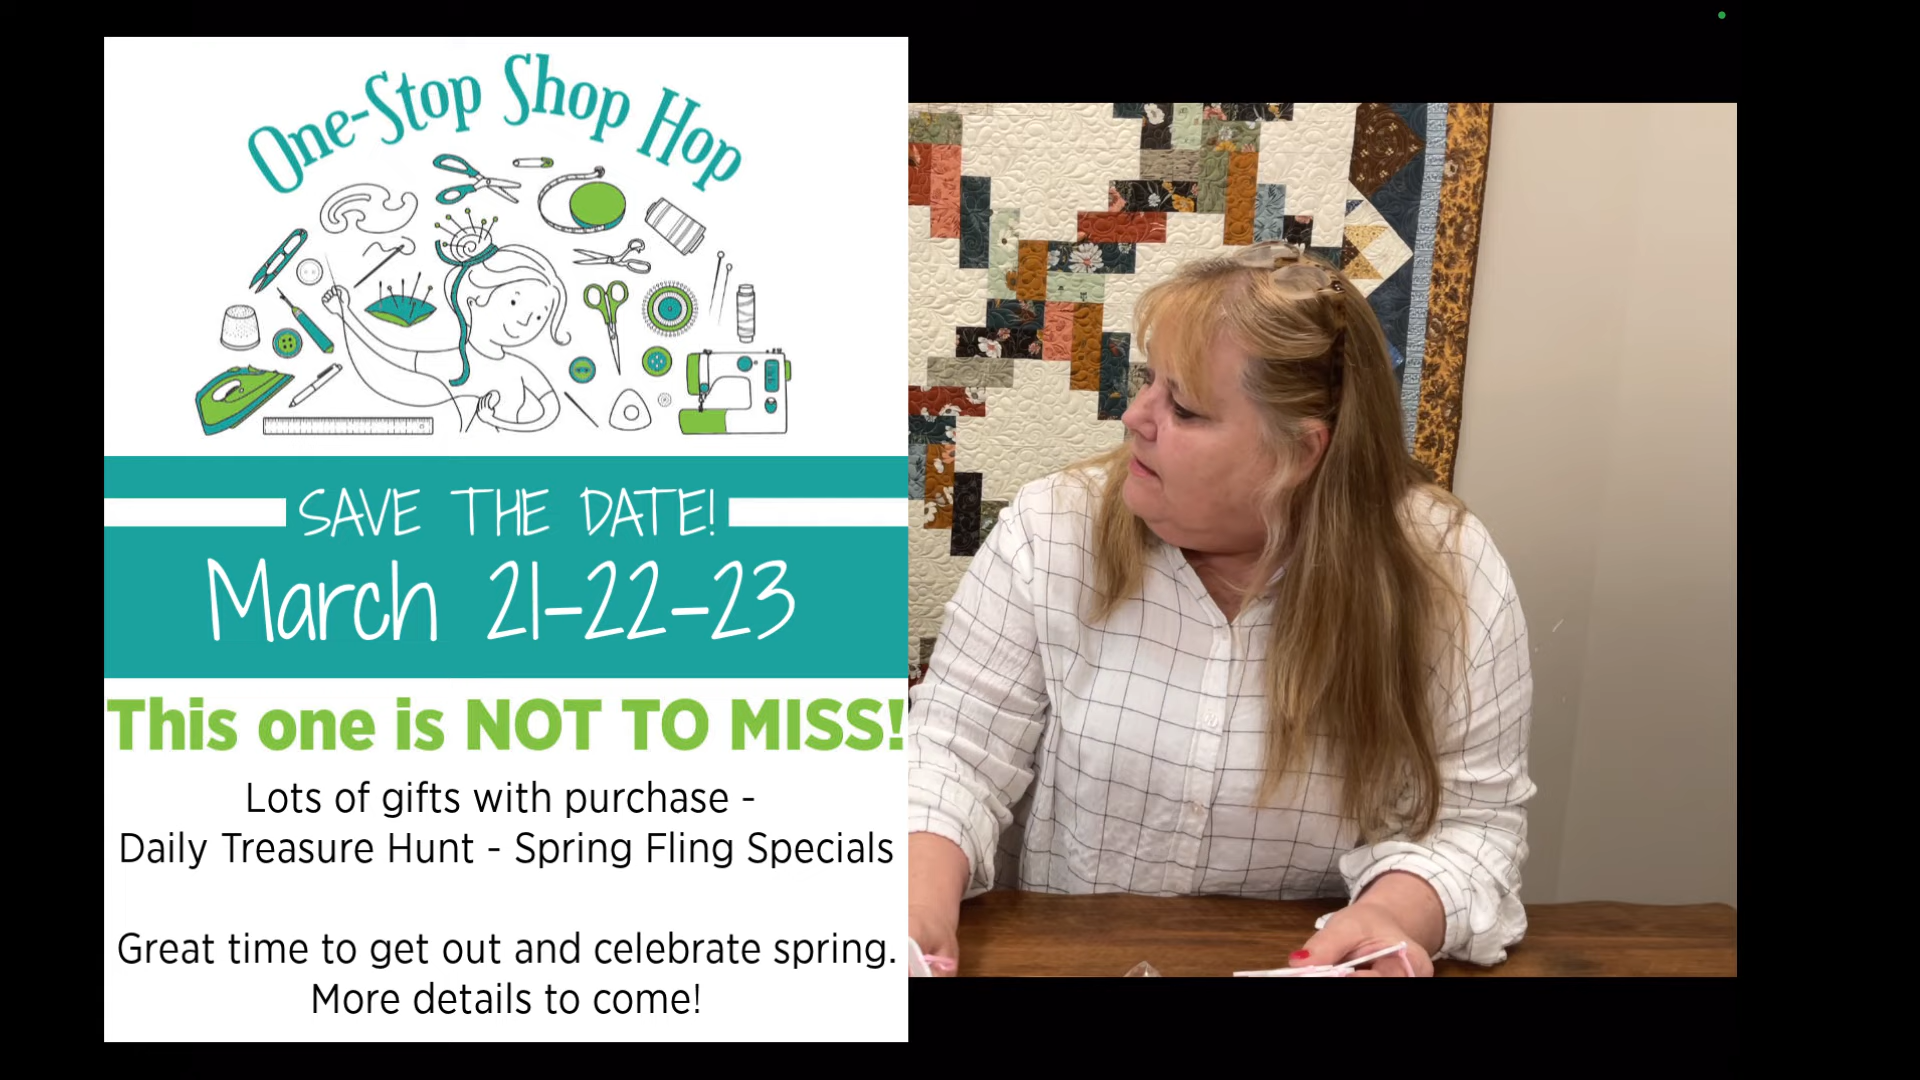 One-Stop Shop Hop
SAVE THE DATE!
March 21-22-23
This one is NOT TO MISS!
Lots of gifts with purchase -
Daily Treasure Hunt - Spring Fling Specials
Great time to get out and celebrate spring.
More details to come!